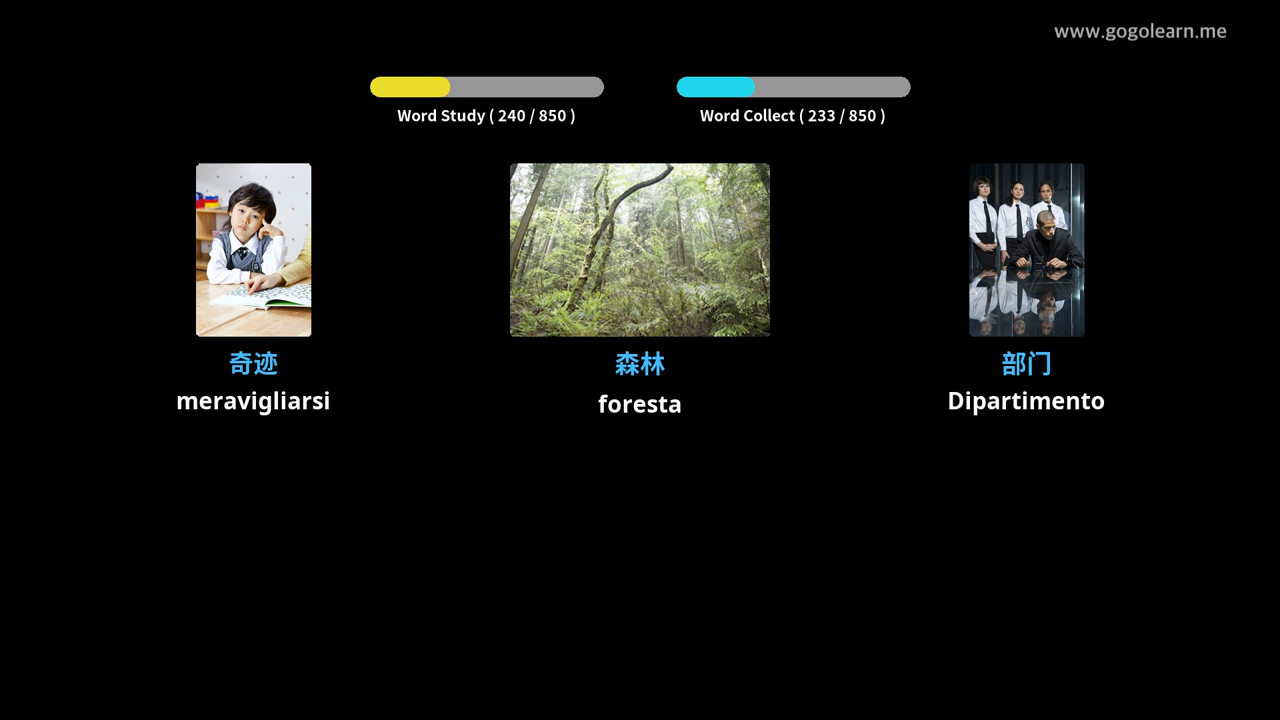 www.gogolearn.me
Word Study ( 240 / 850 )
Word Collect ( 233 / 850 )
奇迹
森林
部门
meravigliarsi
foresta
Dipartimento